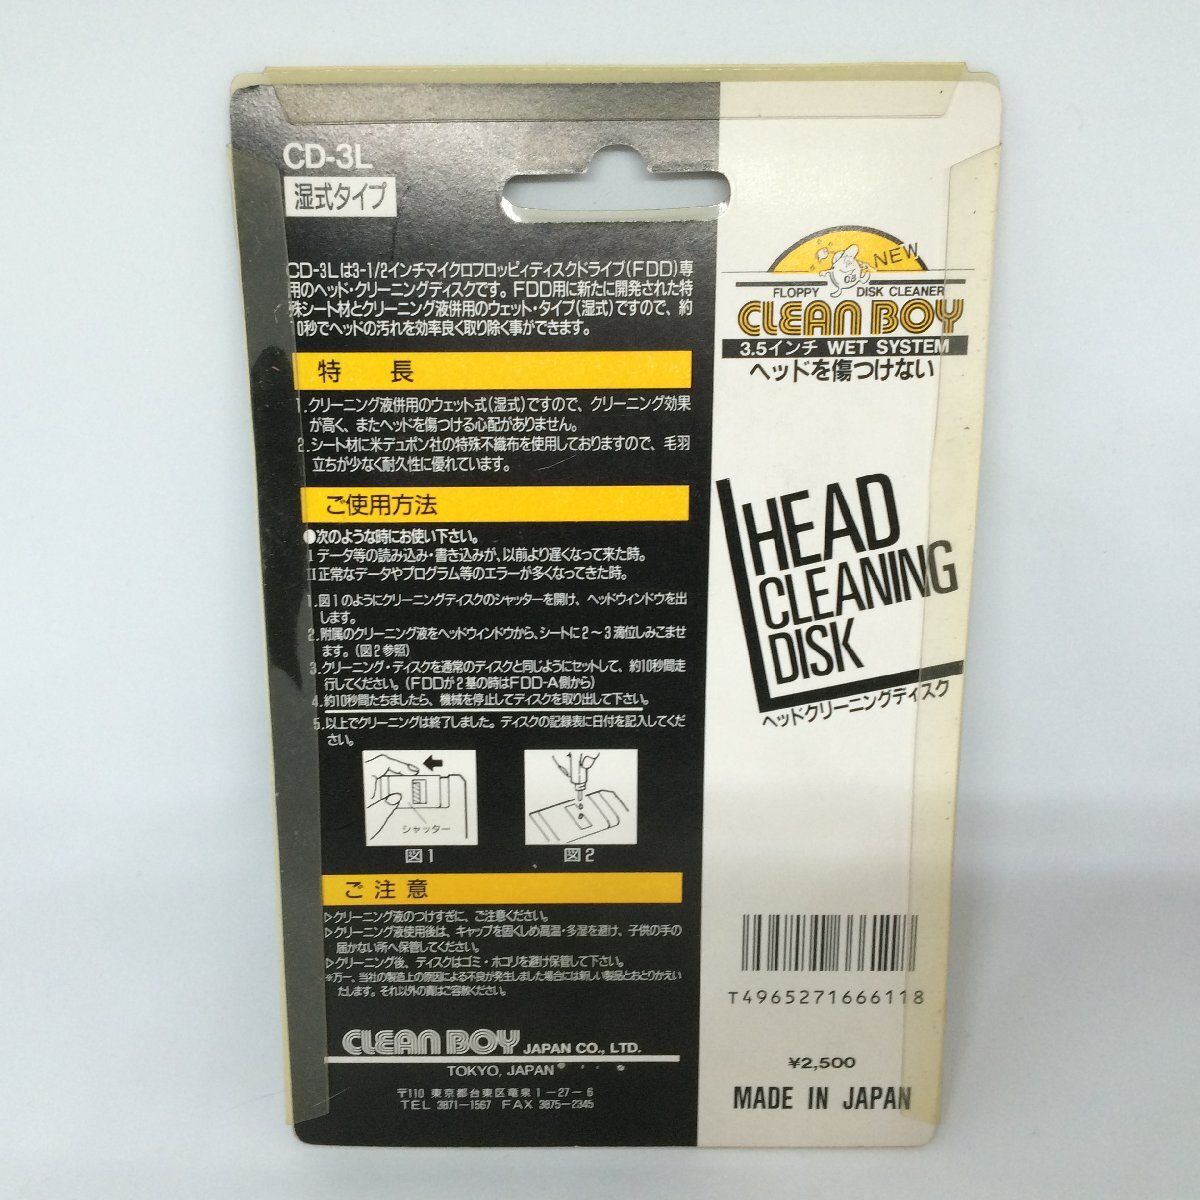 CD-3L
湿式タイプ
CD-3Lは3-1/2インチマイクロフロッピィディスクドライブ(FDD)専
用のヘッド・クリーニングディスクです。FDD用に新たに開発された特
殊シート材とクリーニング液併用のウェット・タイプ(湿式)ですので、約
10秒でヘッドの汚れを効率良く取り除く事ができます。
特 長
1.クリーニング液併用のウェット式(湿式)ですので、クリーニング効果
が高く、またヘッドを傷つける心配がありません。
2.シート材に米デュポン社の特殊不織布を使用しておりますので、毛羽
立ちが少なく耐久性に優れています。
ご使用方法
●次のような時にお使い下さい。
I データ等の読み込み・書き込みが、以前より遅くなって来た時。
II 正常なデータやプログラム等のエラーが多くなってきた時。
1.図1のようにクリーニングディスクのシャッターを開け、ヘッドウィンドウを出
します。
2.附属のクリーニング液をヘッドウインドウから、シートに2〜3滴位しみこませ
ます。(図2参照)
3.クリーニング・ディスクを通常のディスクと同じようにセットして、約10秒間走
行してください。(FDDが2基の時はFDD-A側から)
4.約10秒間たちましたら、機械を停止してディスクを取り出して下さい。
5.以上でクリーニングは終了しました。ディスクの記録表に日付を記入してくだ
さい。
シャッター
図1
図2
ご注意
▷クリーニング液のつけすぎに、ご注意ください。
▷クリーニング液使用後は、キャップを固くしめ高温・多湿を避け、子供の手の
届かない所へ保管してください。
▷クリーニング後、ディスクはゴミ・ホコリを避け保管して下さい。
※万一、当社の製造上の原因による不良が発生しました場合には新しい製品とおとりかえい
たします。それ以外の責はご容赦ください。
CLEAN BOY JAPAN CO., LTD.
TOKYO, JAPAN
〒110 東京都台東区竜泉1-27-6
TEL 3871-1567 FAX 3875-2345
NEW
FLOPPY DISK CLEANER
CLEAN BOY
3.5インチ WET SYSTEM
ヘッドを傷つけない
HEAD
CLEANING
DISK
ヘッドクリーニングディスク
T4965271666118
¥2,500
MADE IN JAPAN